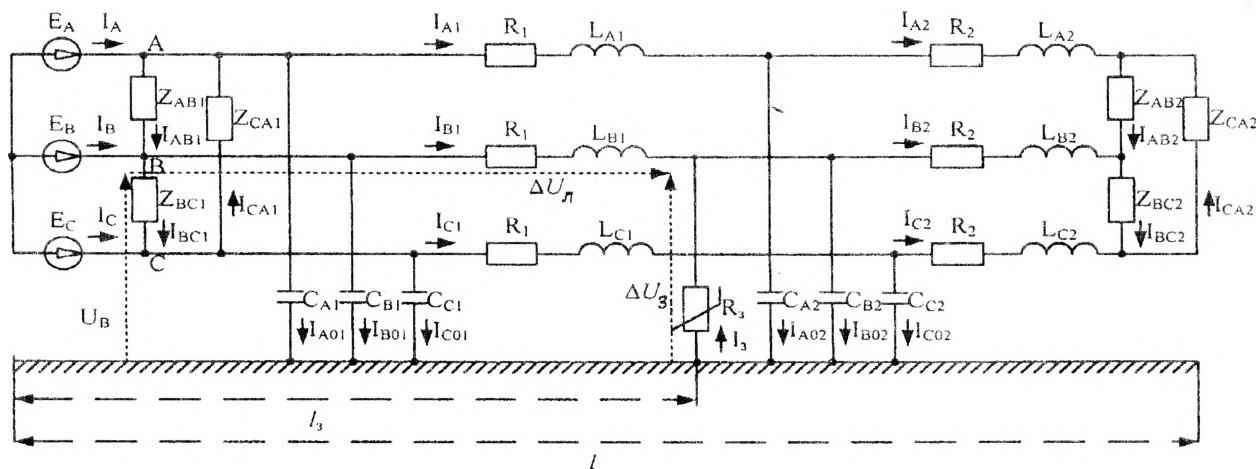 E_A I_A A I_A1 R_1 L_A1 I_A2 R_2 L_A2
Z_AB1 Z_CA1 Z_AB2 Z_CA2
E_B I_B I_AB1 I_B1 R_1 L_B1 I_B2 R_2 L_B2 I_AB2
B ΔU_Л
Z_BC1 Z_BC2
E_C I_C I_BC1 I_CA1 I_C1 R_1 L_C1 I_C2 R_2 L_C2 I_BC2 I_CA2
C
U_B C_A1 C_B1 C_C1 ΔU_З R_З C_A2 C_B2 C_C2
I_A01 I_B01 I_C01 I_З I_A02 I_B02 I_C02
l_З
l